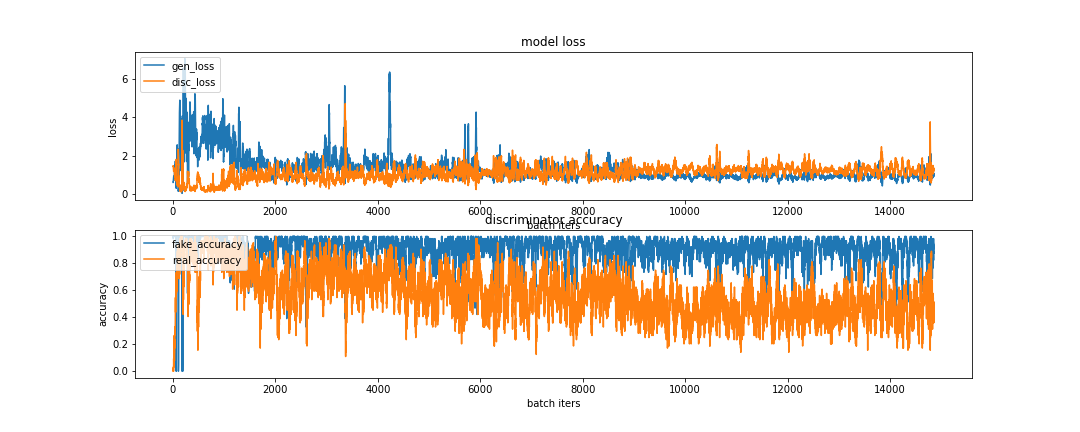 model loss
gen_loss
disc_loss
loss
6
4
2
0
0 2000 4000 6000 8000 10000 12000 14000
batch iters
discriminator accuracy
fake_accuracy
real_accuracy
accuracy
1.0
0.8
0.6
0.4
0.2
0.0
0 2000 4000 6000 8000 10000 12000 14000
batch iters